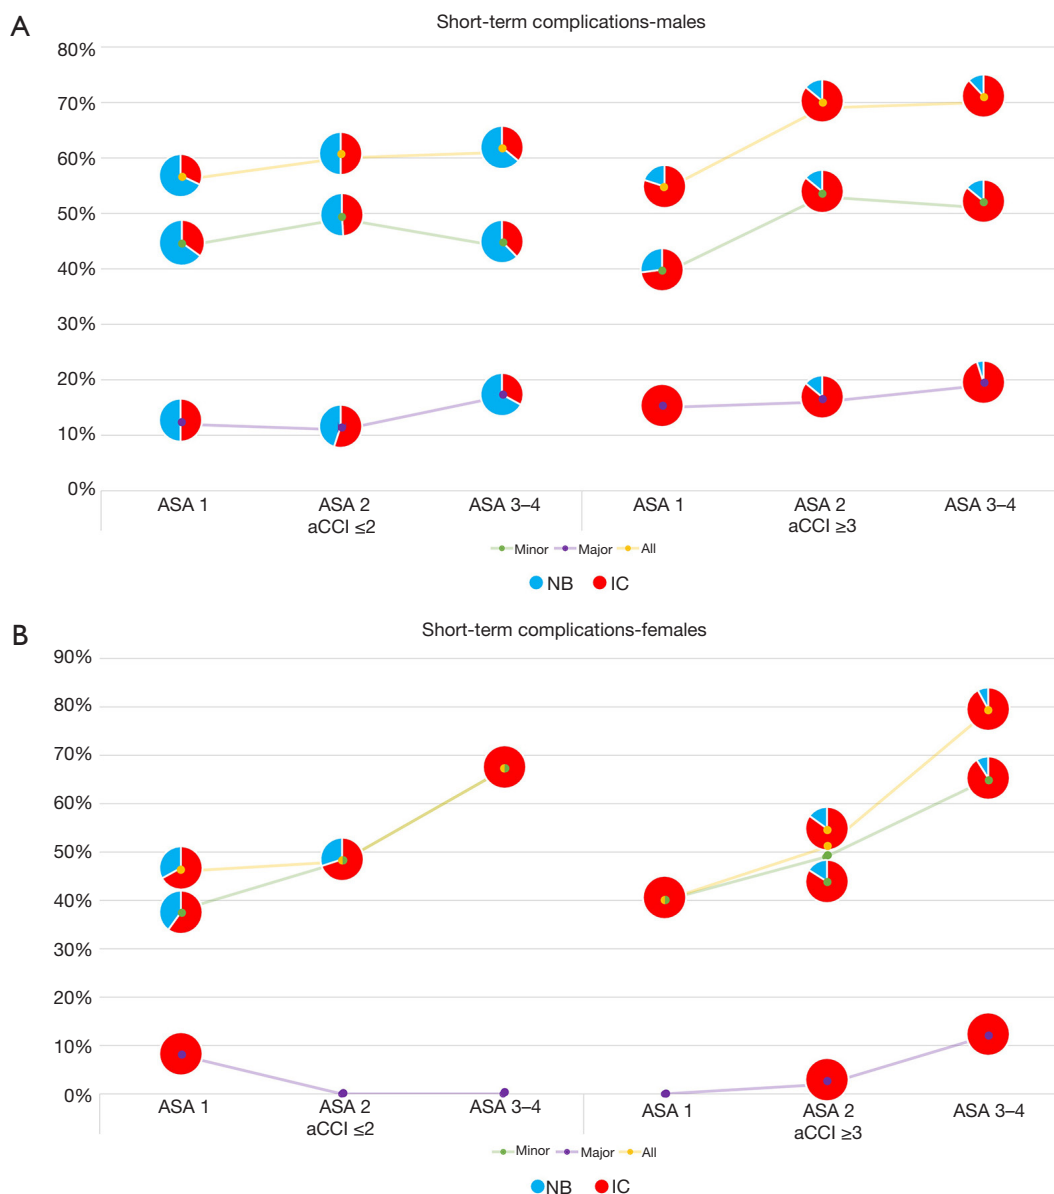 A
Short-term complications-males
80%
70%
60%
50%
40%
30%
20%
10%
0%
ASA 1 ASA 2 ASA 3–4 ASA 1 ASA 2 ASA 3–4
aCCI ≤2 aCCI ≥3
Minor Major All
NB IC
B
Short-term complications-females
90%
80%
70%
60%
50%
40%
30%
20%
10%
0%
ASA 1 ASA 2 ASA 3–4 ASA 1 ASA 2 ASA 3–4
aCCI ≤2 aCCI ≥3
Minor Major All
NB IC